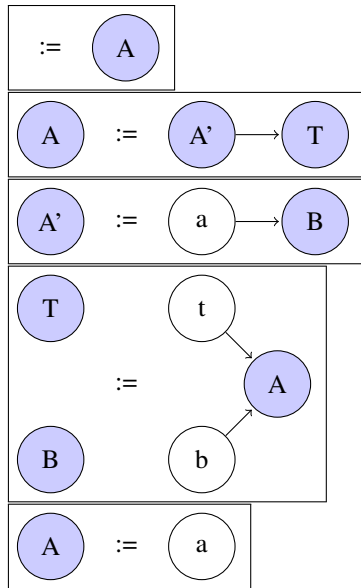 := A
A := A' T
A' := a B
T t
:= A
B b
A := a